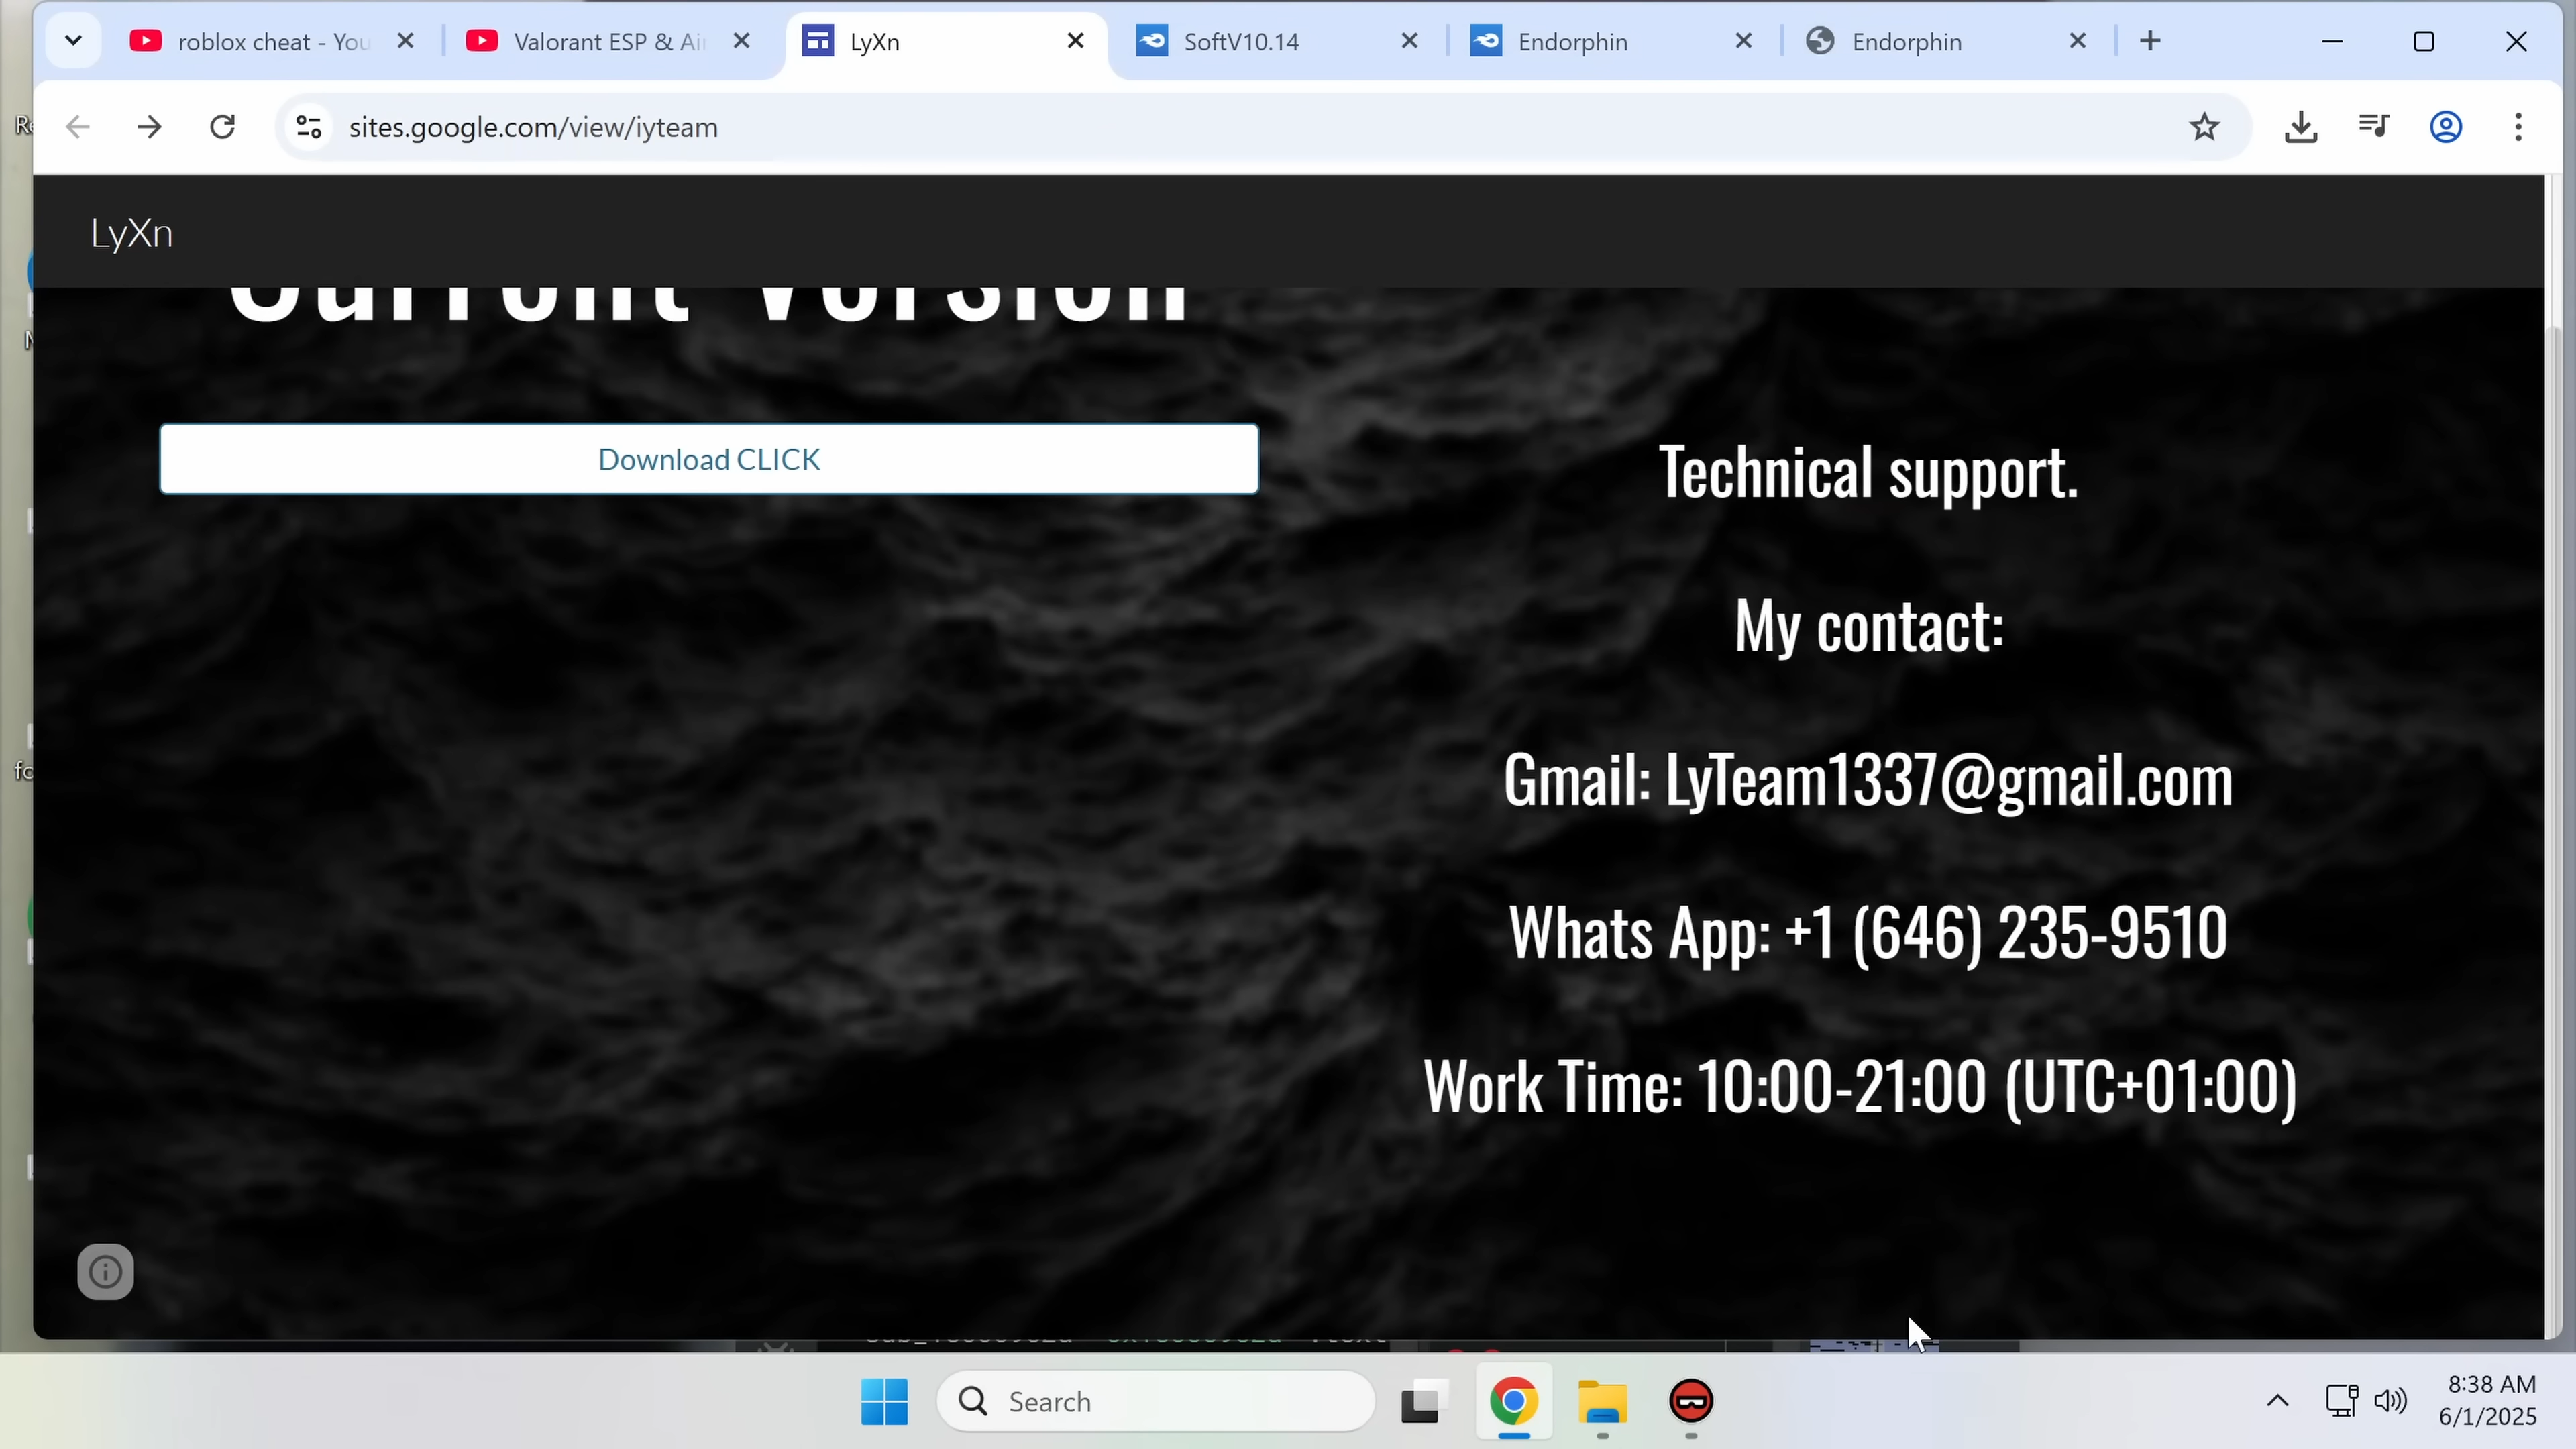 roblox cheat - You
Valorant ESP & Ai
LyXn
SoftV10.14
Endorphin
Endorphin
sites.google.com/view/iyteam
LyXn
Current Version
Download CLICK
Technical support.
My contact:
Gmail: LyTeam1337@gmail.com
Whats App: +1 (646) 235-9510
Work Time: 10:00-21:00 (UTC+01:00)
Search
8:38 AM
6/1/2025